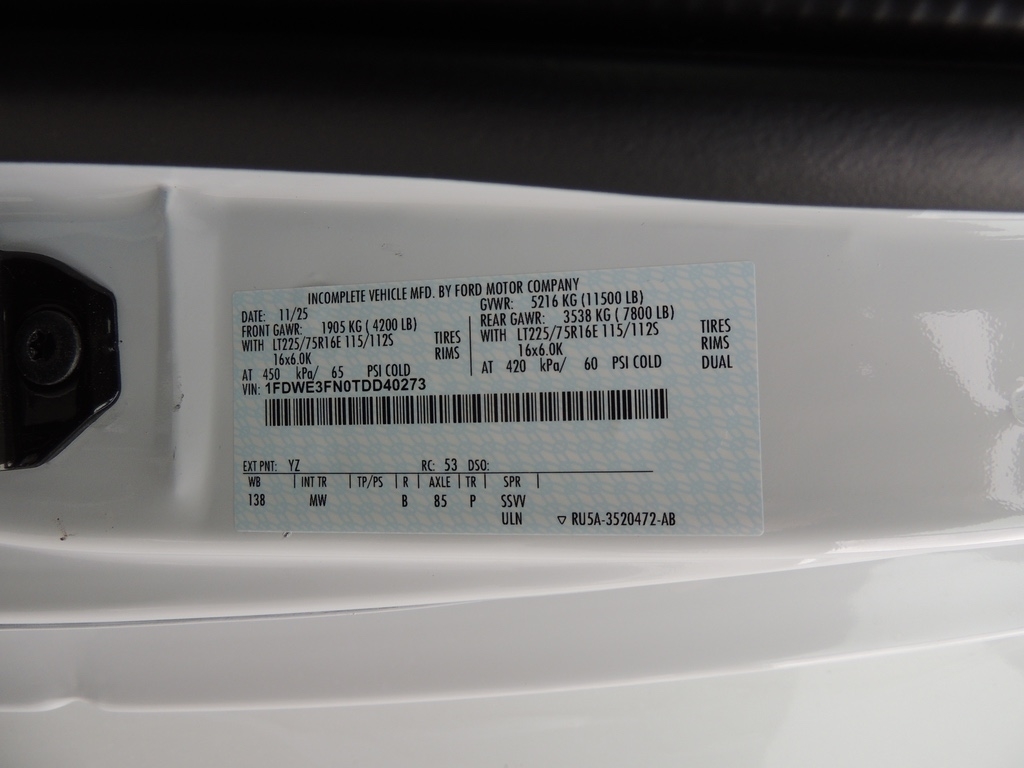 INCOMPLETE VEHICLE MFD. BY FORD MOTOR COMPANY
DATE: 11/25 GVWR: 5216 KG (11500 LB)
FRONT GAWR: 1905 KG ( 4200 LB) REAR GAWR: 3538 KG ( 7800 LB)
WITH LT225/75R16E 115/112S TIRES WITH LT225/75R16E 115/112S TIRES
16x6.0K RIMS 16x6.0K RIMS
AT 450 kPa/ 65 PSI COLD AT 420 kPa/ 60 PSI COLD DUAL
VIN: 1FDWE3FN0TDD40273
EXT PNT: YZ RC: 53 DSO:
WB | INT TR | TP/PS | R | AXLE | TR | SPR |
138 MW B 85 P SSVV
ULN ▽ RU5A-3520472-AB